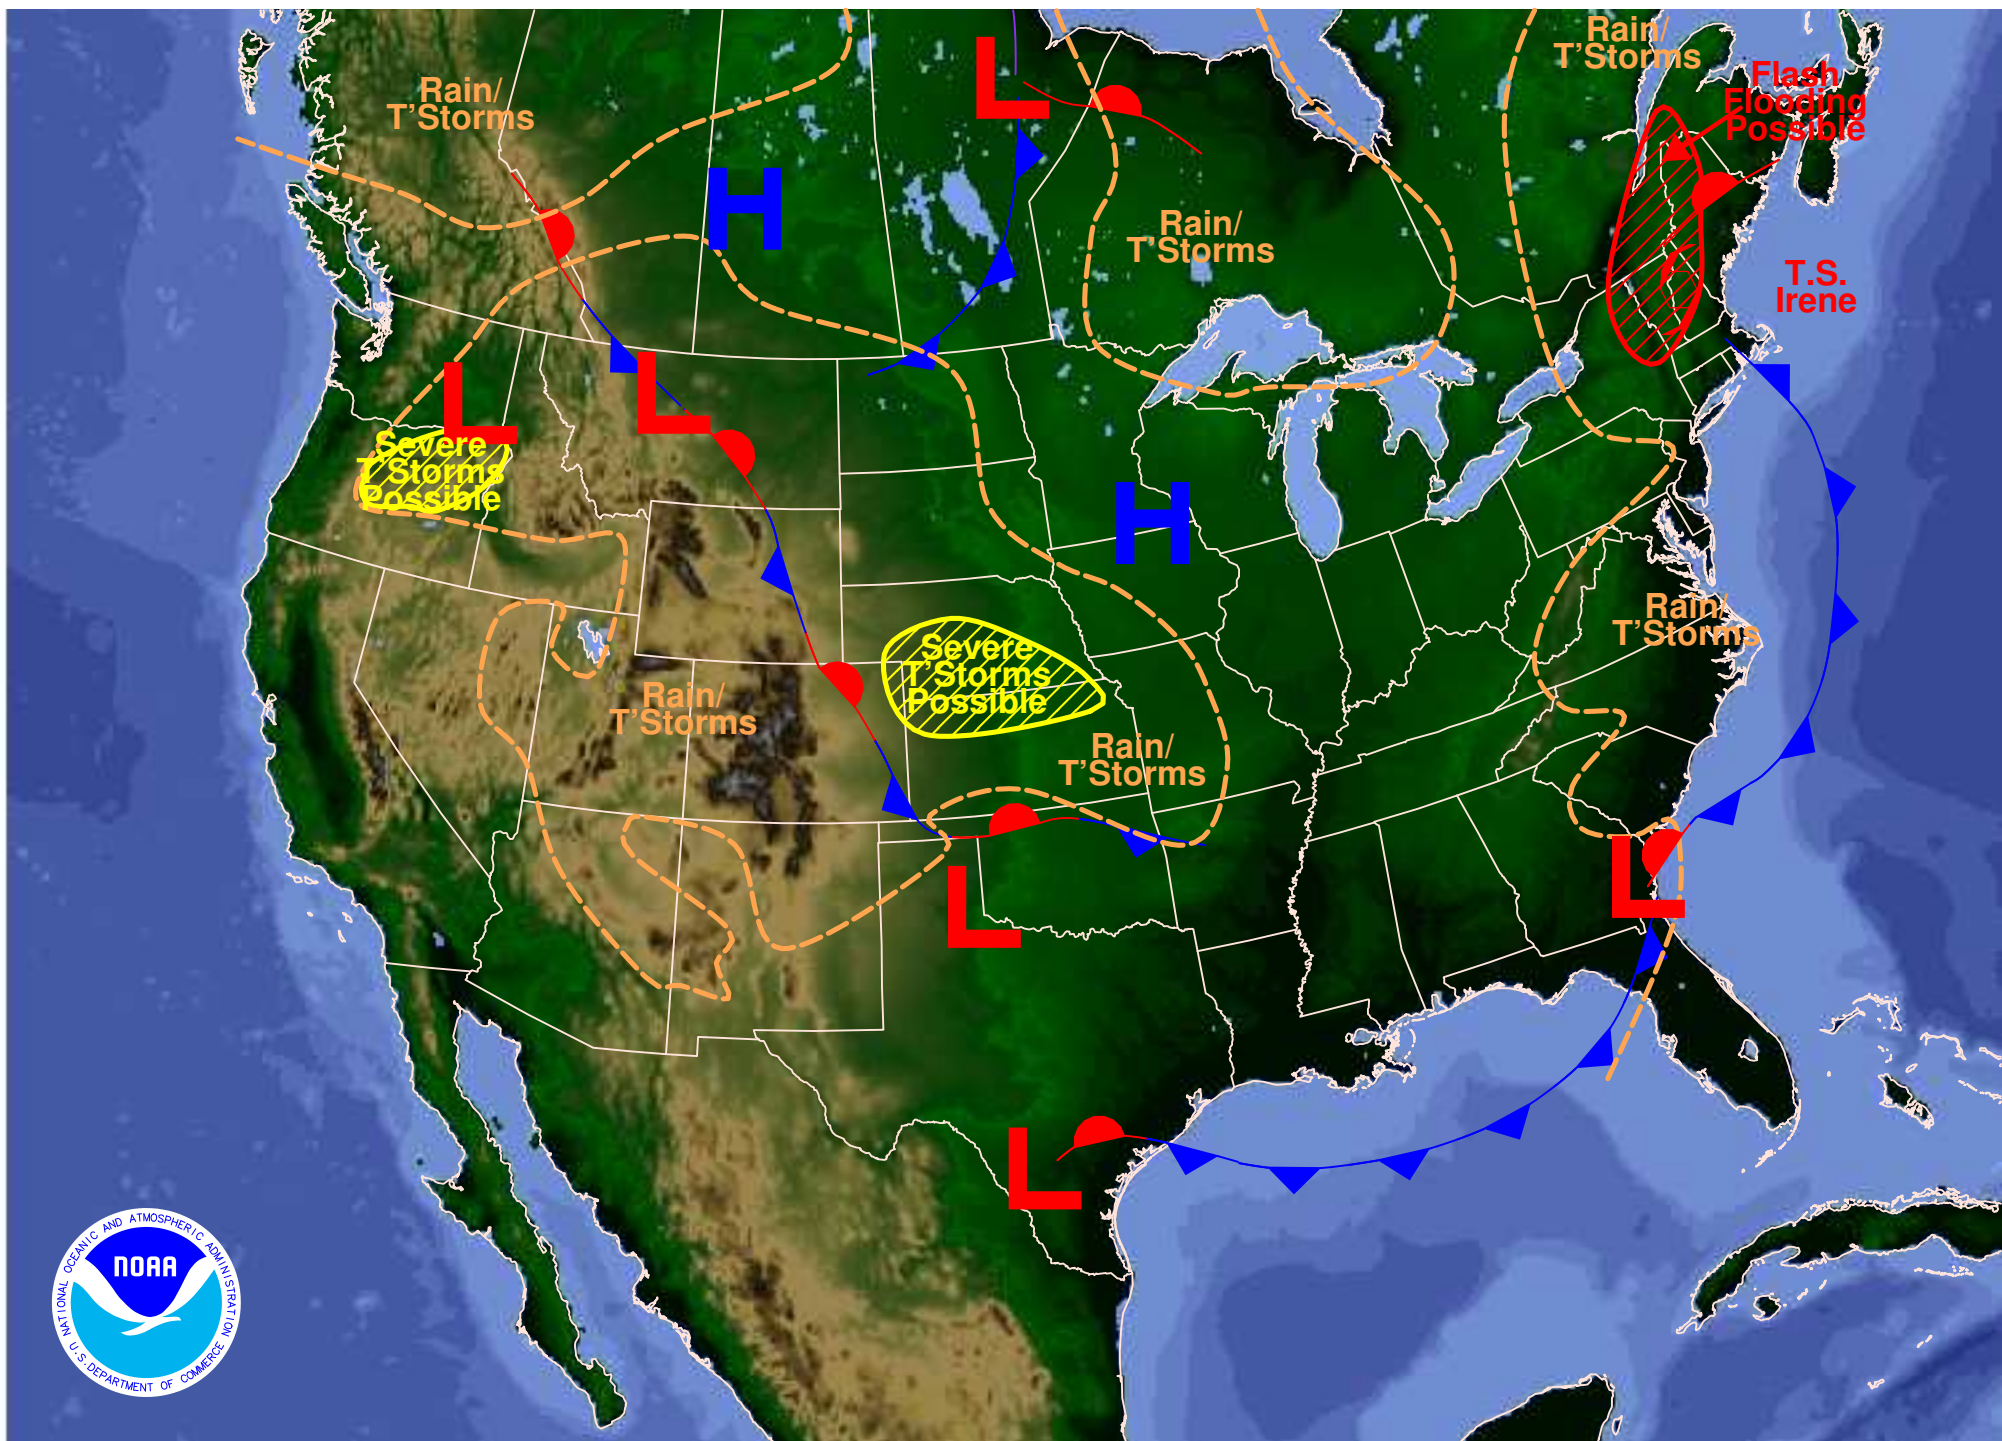 Rain/
T'Storms
Rain/
T'Storms
Flash
Flooding
Possible
L
H
Rain/
T'Storms
T.S.
Irene
L
L
Severe
T'Storms
Possible
H
Rain/
T'Storms
Severe
T'Storms
Possible
Rain/
T'Storms
Rain/
T'Storms
L
L
L
NATIONAL OCEANIC AND ATMOSPHERIC ADMINISTRATION
NOAA
U.S. DEPARTMENT OF COMMERCE